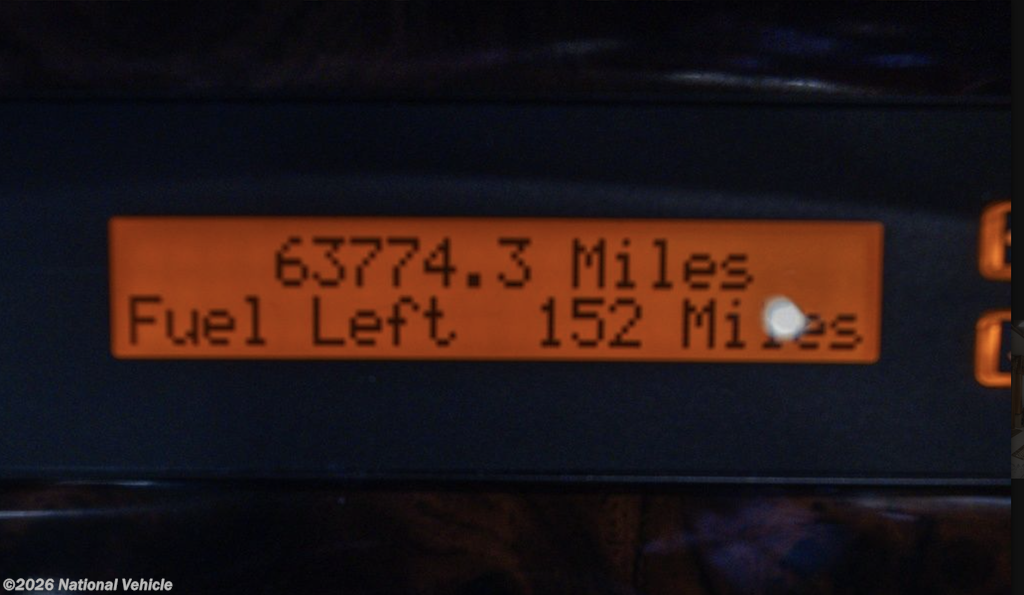 63774.3 Miles
Fuel Left 152 Miles
©2026 National Vehicle